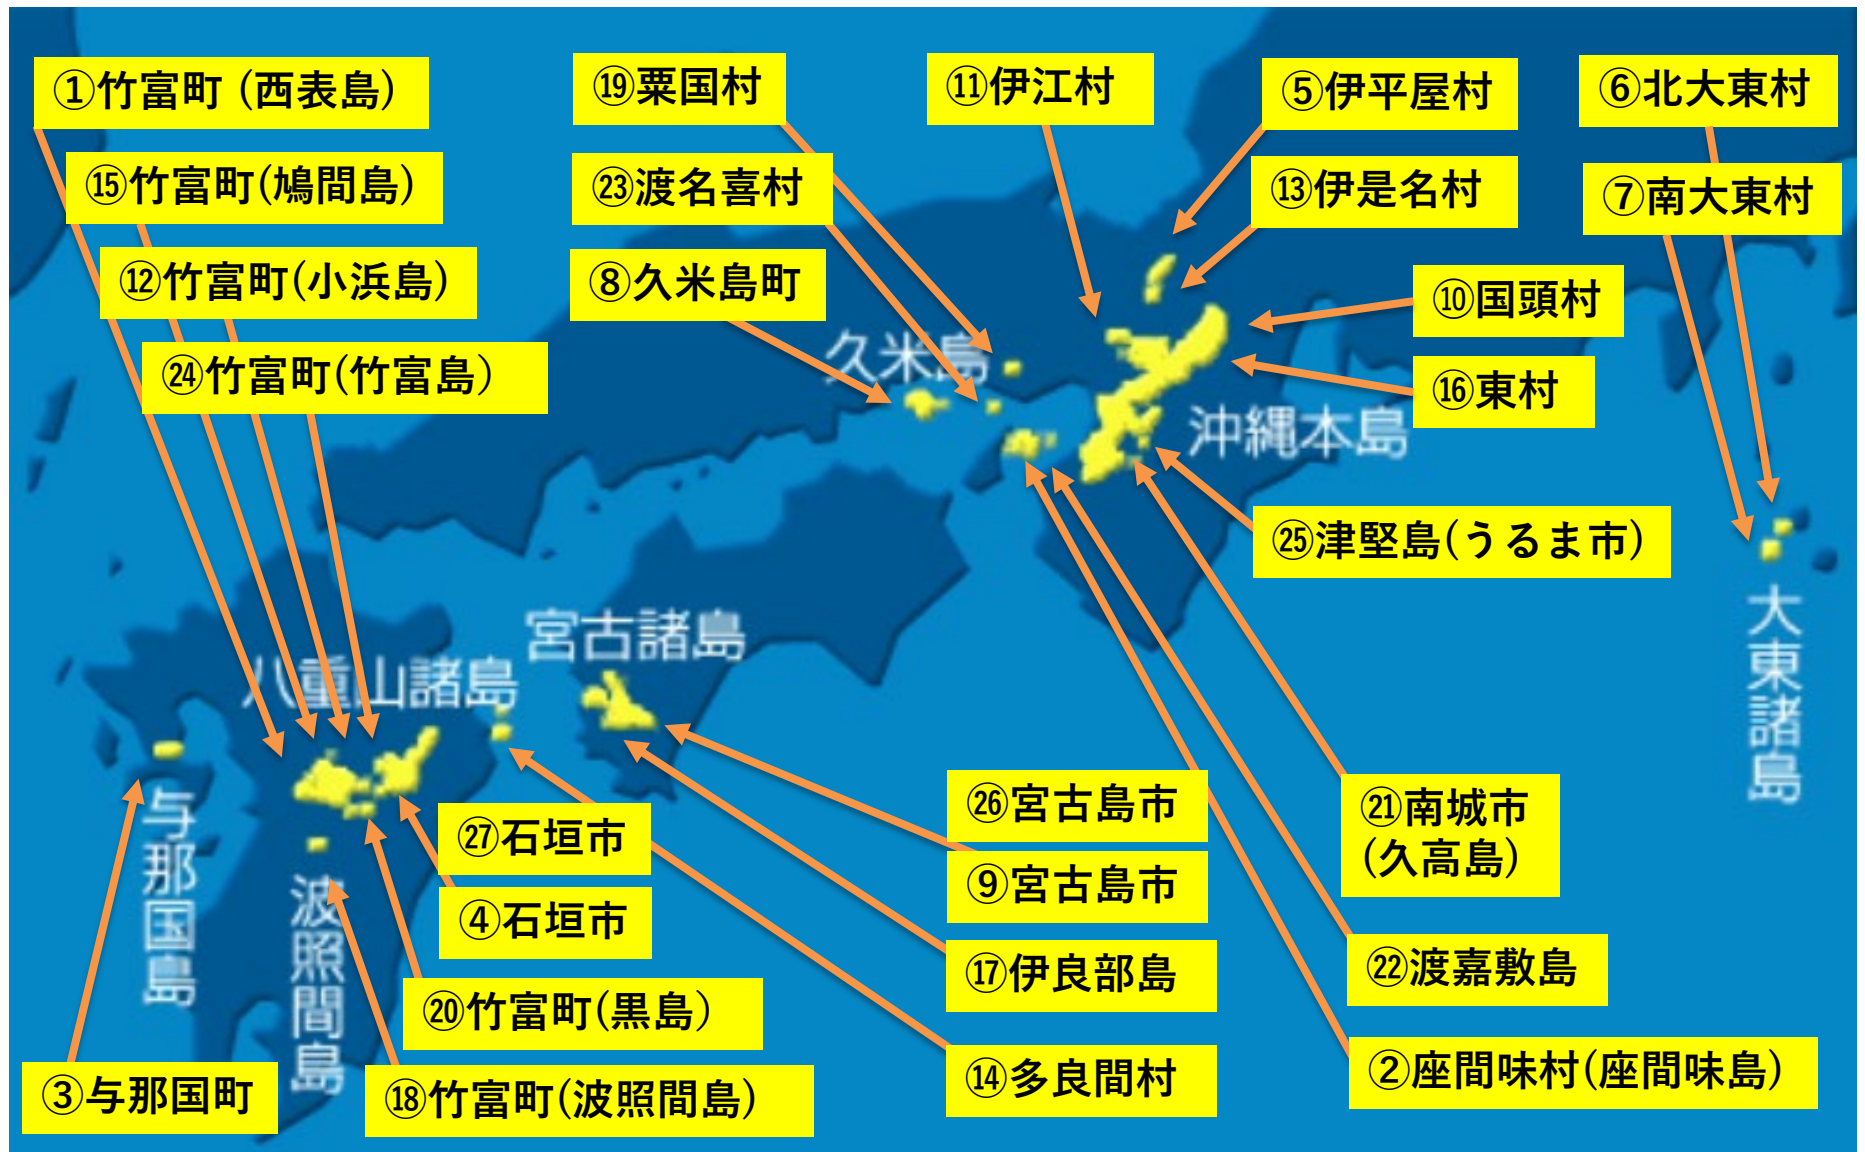 ①竹富町 (西表島)
⑮竹富町(鳩間島)
⑫竹富町(小浜島)
㉔竹富町(竹富島)
⑲粟国村
㉓渡名喜村
⑧久米島町
⑪伊江村
⑤伊平屋村
⑬伊是名村
⑥北大東村
⑦南大東村
⑩国頭村
⑯東村
久米島
沖縄本島
㉕津堅島(うるま市)
大東諸島
宮古諸島
八重山諸島
与那国島
波照間島
㉗石垣市
④石垣市
⑳竹富町(黒島)
⑱竹富町(波照間島)
③与那国町
㉖宮古島市
⑨宮古島市
⑰伊良部島
⑭多良間村
㉑南城市
(久高島)
㉒渡嘉敷島
②座間味村(座間味島)